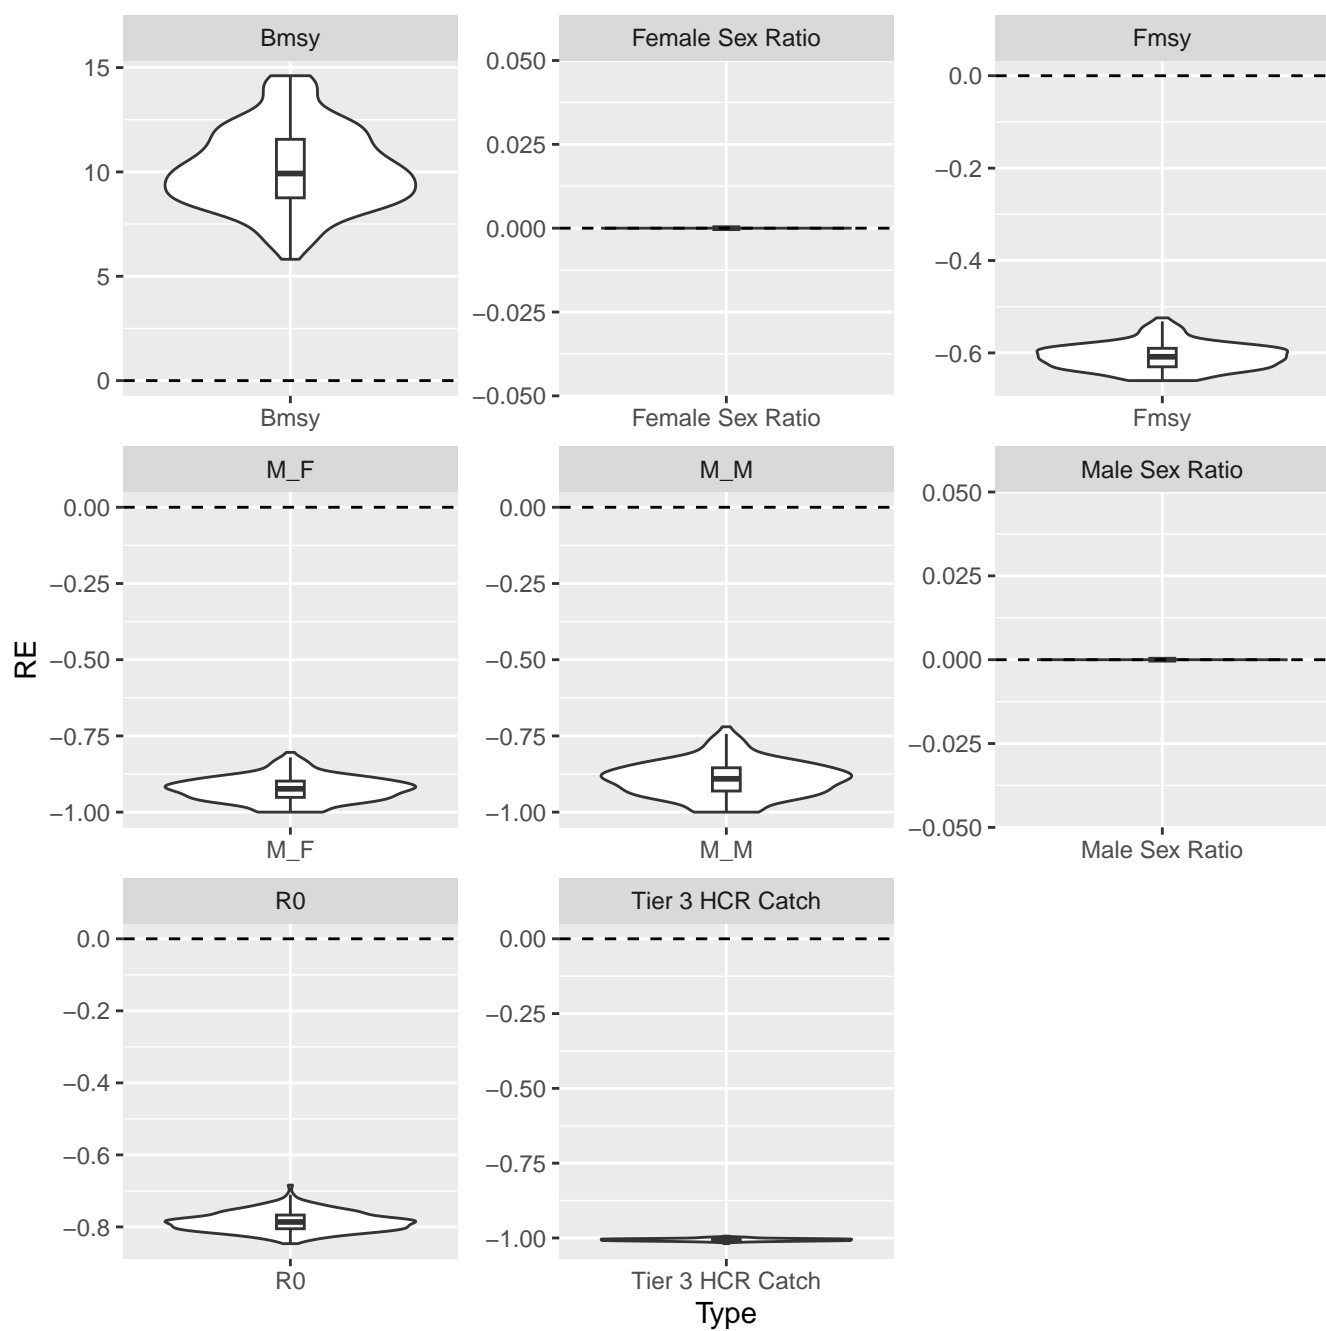 Bmsy
Female Sex Ratio
Fmsy
15
10
5
0
0.050
0.025
0.000
−0.025
−0.050
0.0
−0.2
−0.4
−0.6
Bmsy
Female Sex Ratio
Fmsy
M_F
M_M
Male Sex Ratio
0.00
−0.25
−0.50
−0.75
−1.00
0.00
−0.25
−0.50
−0.75
−1.00
0.050
0.025
0.000
−0.025
−0.050
M_F
M_M
Male Sex Ratio
RE
R0
Tier 3 HCR Catch
0.0
−0.2
−0.4
−0.6
−0.8
0.00
−0.25
−0.50
−0.75
−1.00
R0
Tier 3 HCR Catch
Type